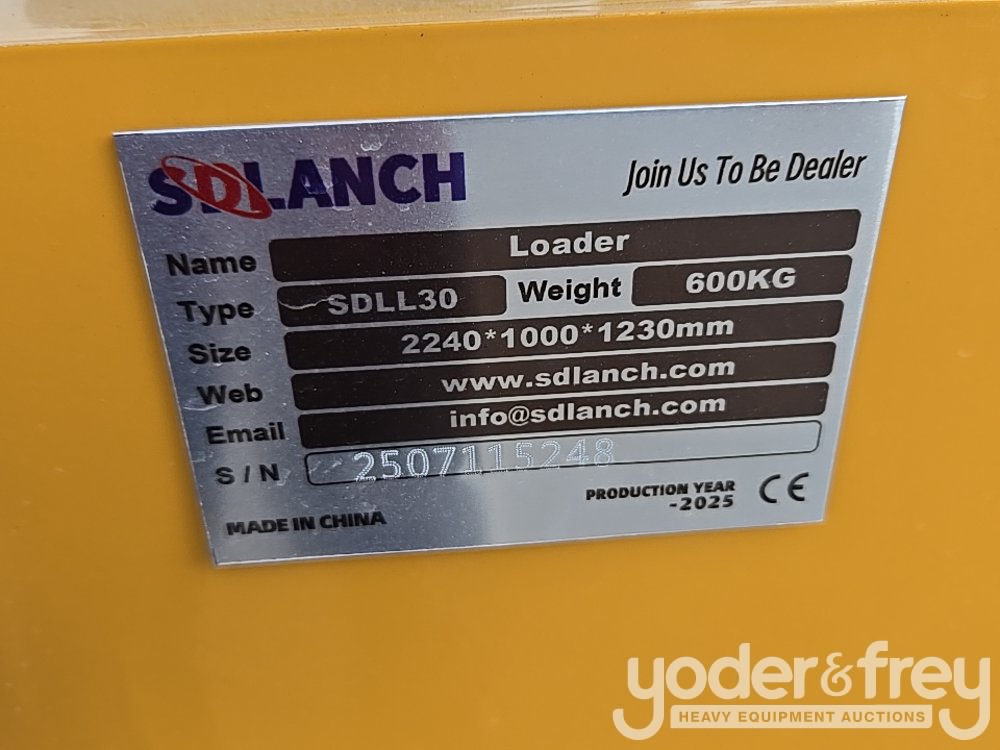 SDLANCH
Join Us To Be Dealer
Name Loader
Type SDLL30 Weight 600KG
Size 2240*1000*1230mm
Web www.sdlanch.com
Email info@sdlanch.com
S / N 2507115248
PRODUCTION YEAR
-2025
CE
MADE IN CHINA
yoder&frey
HEAVY EQUIPMENT AUCTIONS